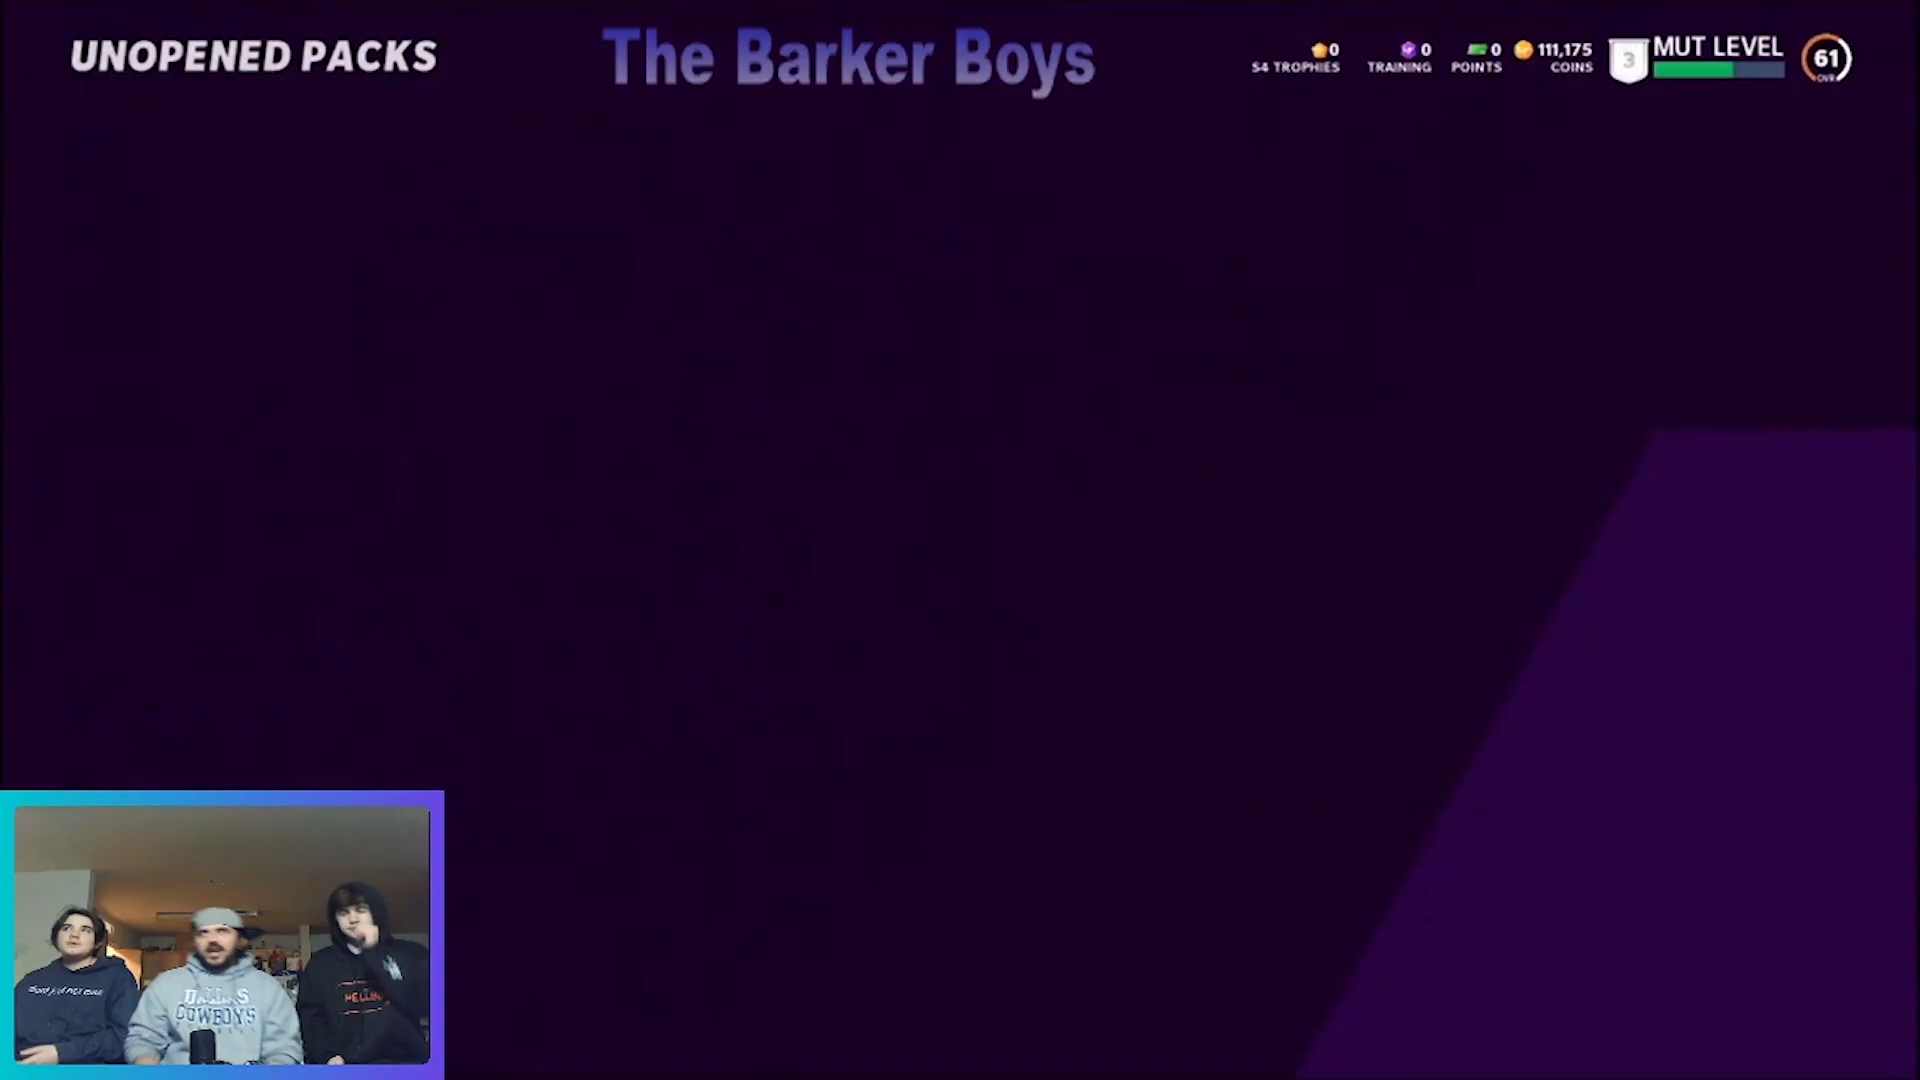 UNOPENED PACKS
The Barker Boys
0
S4 TROPHIES
0
TRAINING
0
POINTS
111,175
COINS
3
MUT LEVEL
61
OVR
DALLAS
COWBOYS